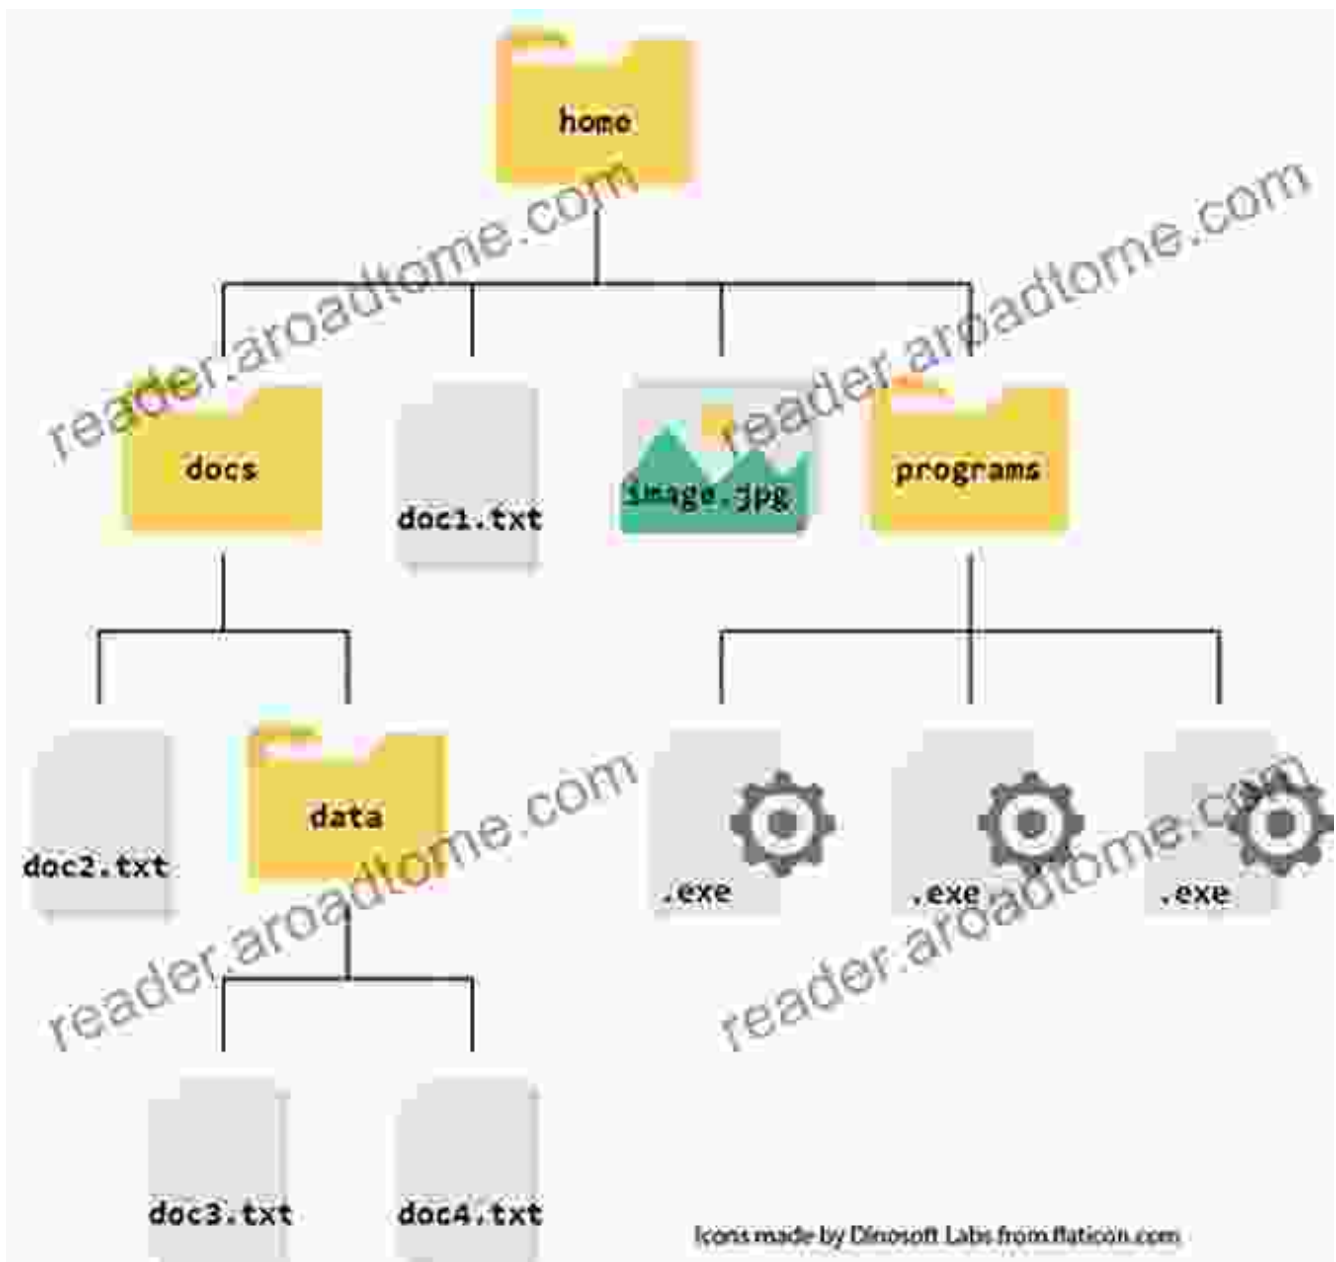 home
reader.aroadtome.com
reader.aroadtome.com
docs
doc1.txt
image.jpg
programs
doc2.txt
data
.exe
.exe
.exe
reader.aroadtome.com
reader.aroadtome.com
doc3.txt
doc4.txt
Icons made by Dinosoft Labs from flaticon.com